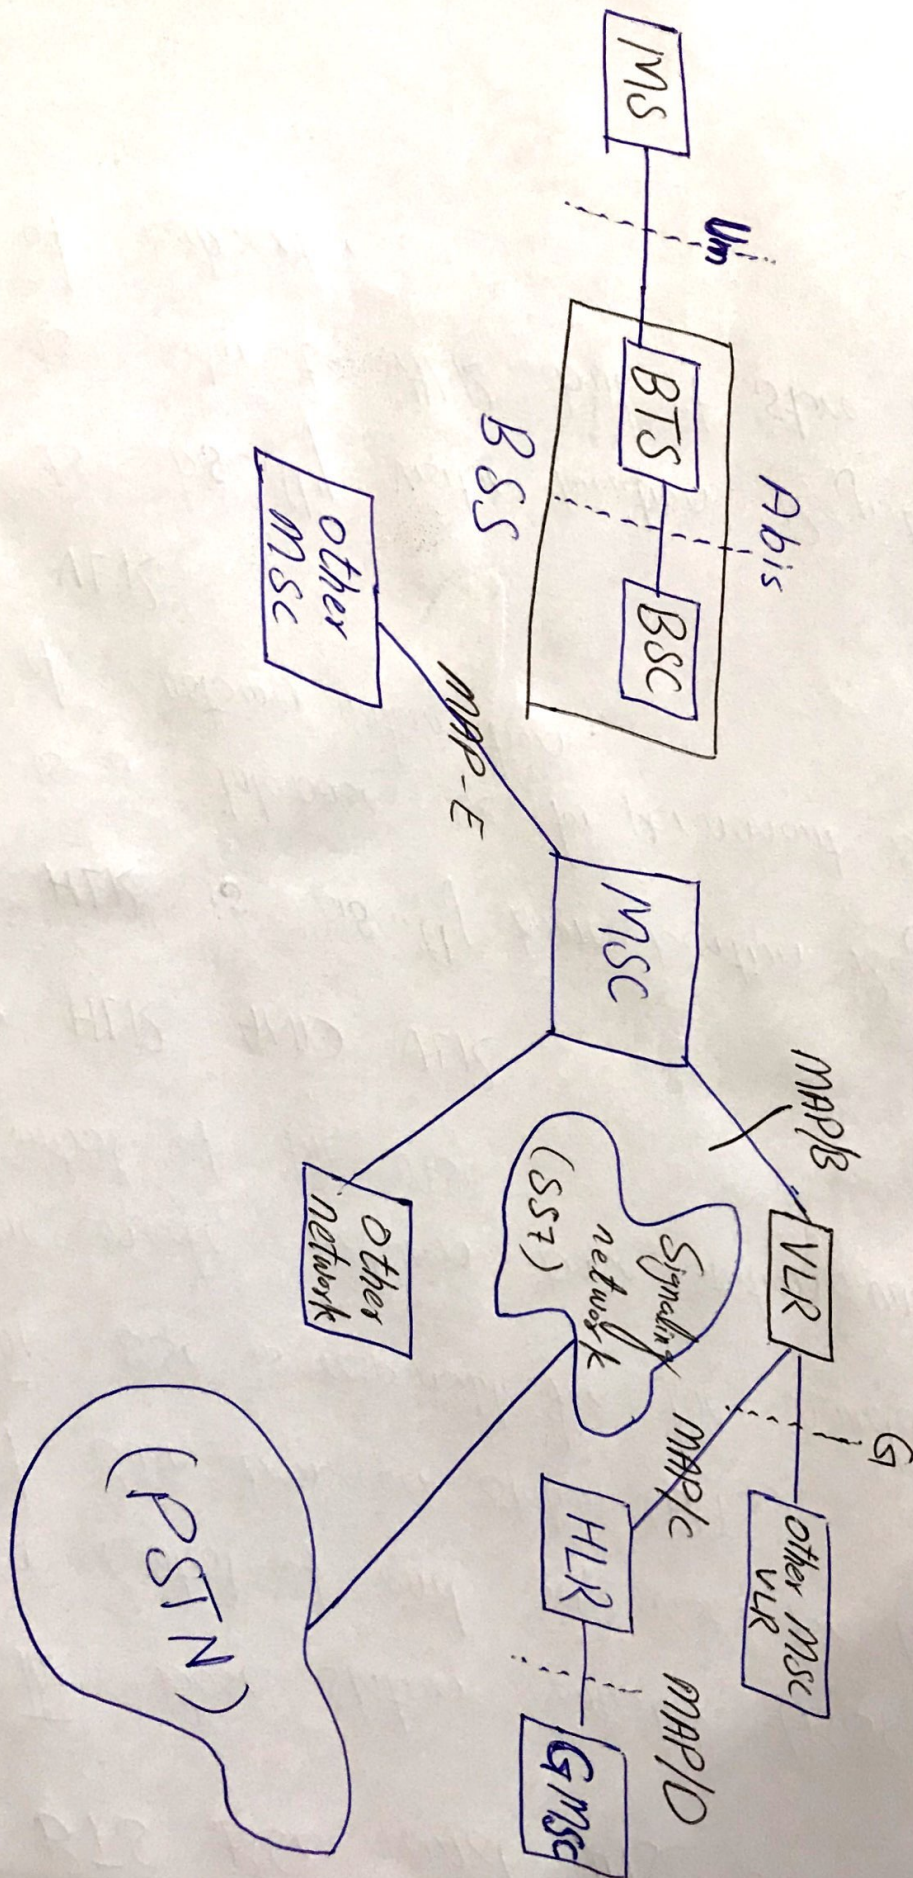 MS
Um
BTS
Abis
BSC
BSS
other
MSC
MAP-E
MSC
MAP/B
VLR
G
other MSC
VLR
Signaling
network
(SS7)
MAP/C
HLR
MAP/D
GMSC
other
network
(PSTN)